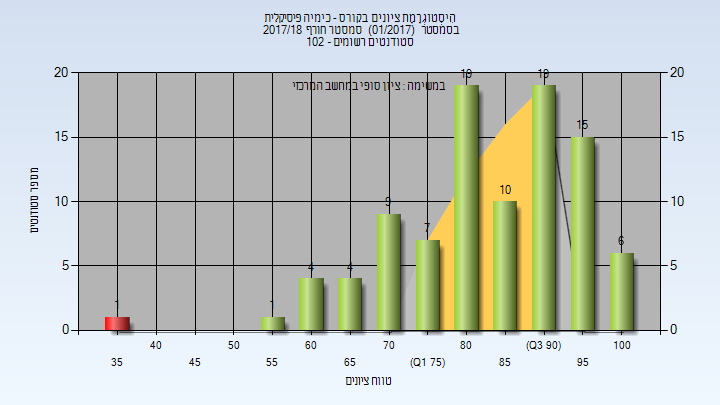 היסטוגרמת ציונים בקורס - כימיה פיסיקלית
בסמסטר (01/2017) סמסטר חורף 2017/18
סטודנטים רשומים - 102
במשימה : ציון סופי במחשב המרכזי
20 20
15 15
10 10
5 5
0 0
מספר סטודנטים
1 1 4 4 9 7 19 10 19 15 6
40 50 60 70 80 (Q3 90) 100
35 45 55 65 (Q1 75) 85 95
טווח ציונים